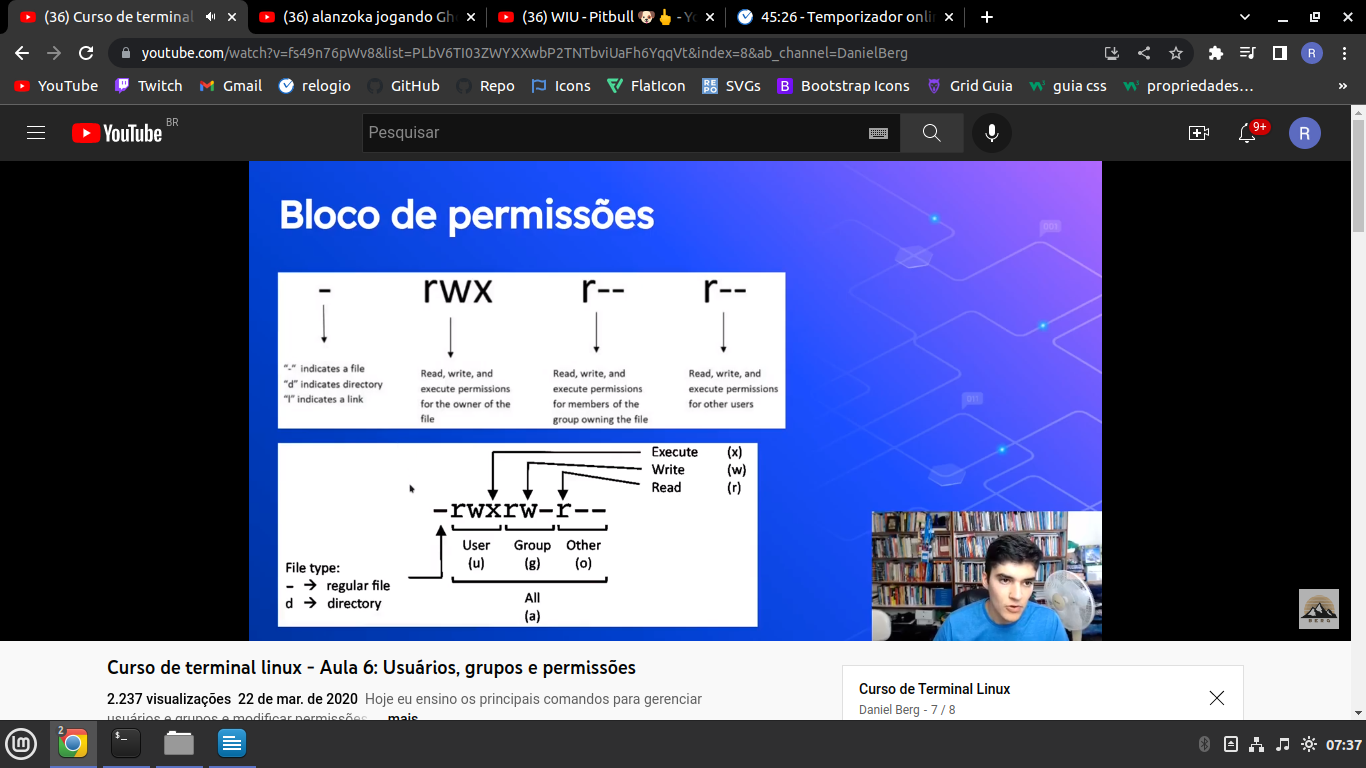 (36) Curso de terminal
(36) alanzoka jogando Gh
(36) WIU - Pitbull 🐶👆 - Yo
45:26 - Temporizador onli
youtube.com/watch?v=fs49n76pWv8&list=PLbV6TI03ZWYXXwbP2TNTbviUaFh6YqqVt&index=8&ab_channel=DanielBerg
R
YouTube
Twitch
Gmail
relogio
GitHub
Repo
Icons
FlatIcon
REPO SVGs
B Bootstrap Icons
Grid Guia
guia css
propriedades…
»
YouTube BR
Pesquisar
9+
R
Bloco de permissões
- rwx r-- r--
"-" indicates a file
"d" indicates directory
"l" indicates a link
Read, write, and
execute permissions
for the owner of the
file
Read, write, and
execute permissions
for members of the
group owning the file
Read, write, and
execute permissions
for other users
Execute (x)
Write (w)
Read (r)
-rwxrw-r--
User Group Other
(u) (g) (o)
File type:
– → regular file
d → directory
All
(a)
BERG
Curso de terminal linux - Aula 6: Usuários, grupos e permissões
2.237 visualizações 22 de mar. de 2020 Hoje eu ensino os principais comandos para gerenciar
usuários e grupos e modificar permissões ... mais
Curso de Terminal Linux
Daniel Berg - 7 / 8
2
$_
07:37